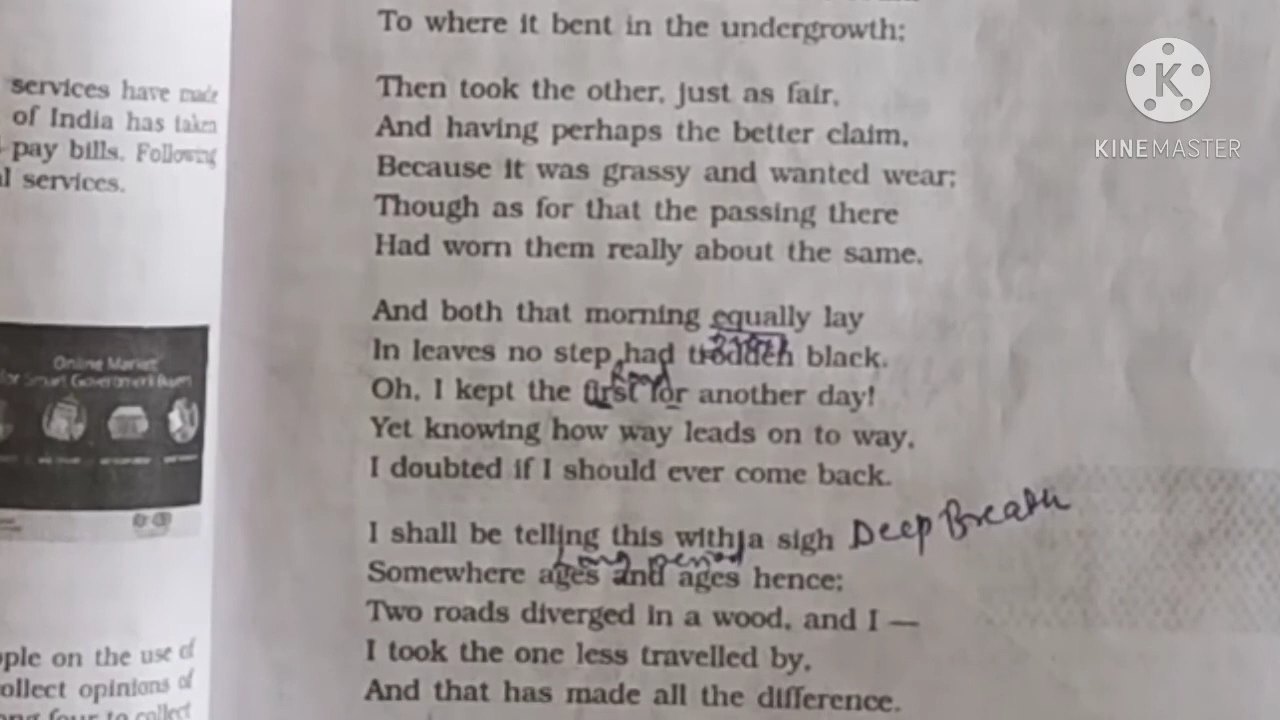 To where it bent in the undergrowth;
Then took the other, just as fair,
And having perhaps the better claim,
Because it was grassy and wanted wear;
Though as for that the passing there
Had worn them really about the same.
And both that morning equally lay
In leaves no step had trodden black.
Road
Oh, I kept the first for another day!
Yet knowing how way leads on to way,
I doubted if I should ever come back.
I shall be telling this with a sigh Deep Breath
long period
Somewhere ages and ages hence:
Two roads diverged in a wood, and I —
I took the one less travelled by,
And that has made all the difference.
services have made
of India has taken
pay bills. Following
services.
Online Market
for Smart Government Buyers
ople on the use of
ollect opinions of
four to collect
K
KINEMASTER